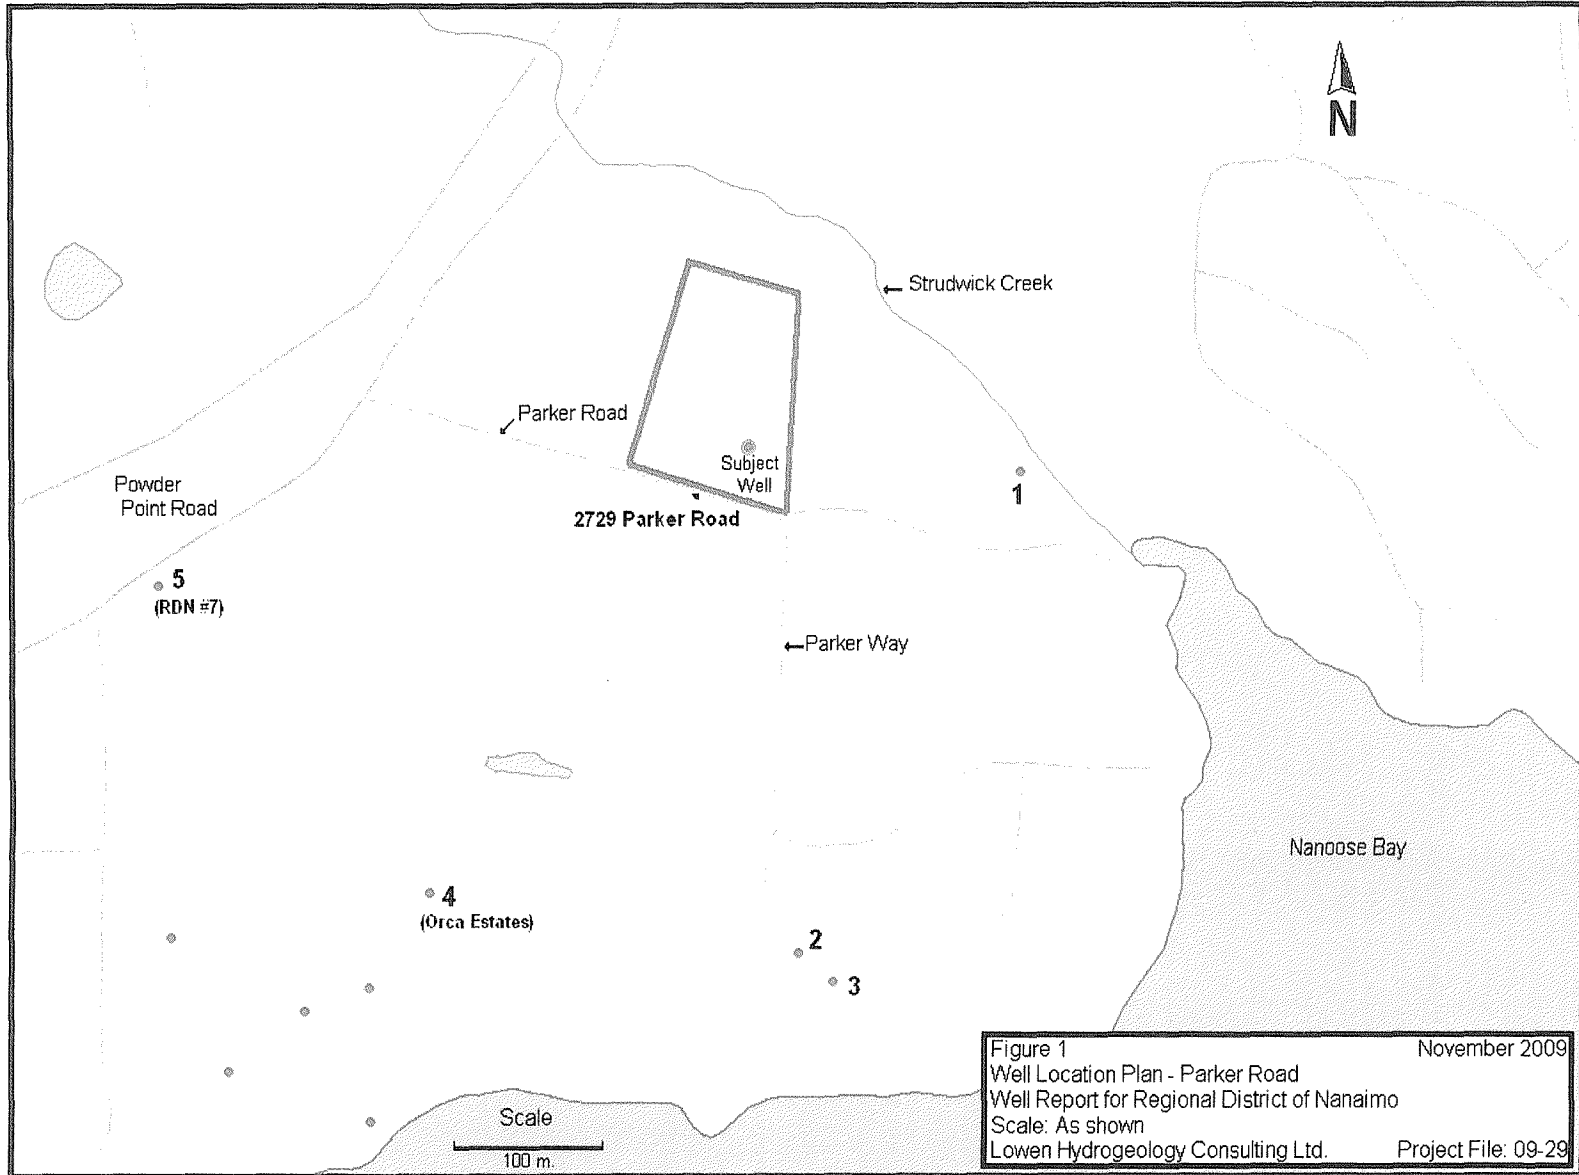 N
Strudwick Creek
Parker Road
Subject
Well
Powder
Point Road
2729 Parker Road
1
5
(RDN #7)
Parker Way
Nanoose Bay
4
(Orca Estates)
2
3
Scale
100 m.
Figure 1 November 2009
Well Location Plan - Parker Road
Well Report for Regional District of Nanaimo
Scale: As shown
Lowen Hydrogeology Consulting Ltd. Project File: 09-29